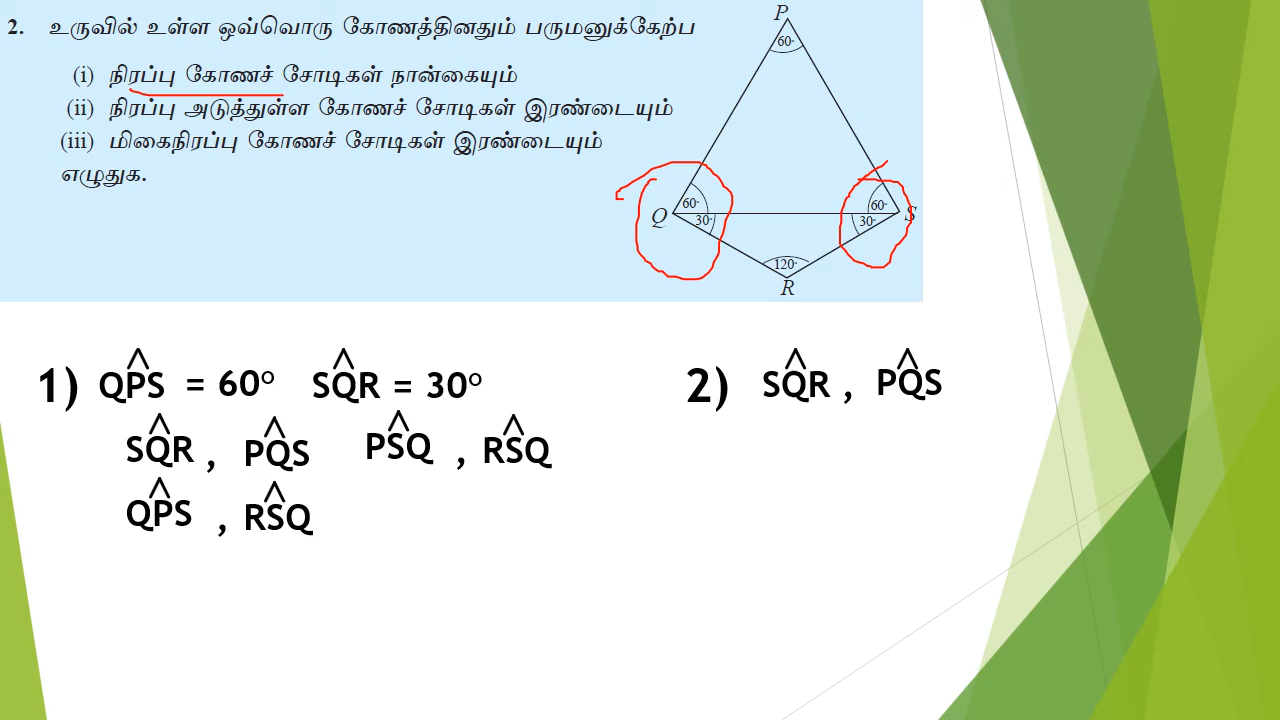 2. உருவில் உள்ள ஒவ்வொரு கோணத்தினதும் பருமனுக்கேற்ப
(i) நிரப்பு கோணச் சோடிகள் நான்கையும்
(ii) நிரப்பு அடுத்துள்ள கோணச் சோடிகள் இரண்டையும்
(iii) மிகைநிரப்பு கோணச் சோடிகள் இரண்டையும்
எழுதுக.
P
60°
Q 60° 60° S
30° 30°
120°
R
1) QP̂S = 60° SQ̂R = 30°
SQ̂R , PQ̂S PŜQ , RŜQ
QP̂S , RŜQ
2) SQ̂R , PQ̂S